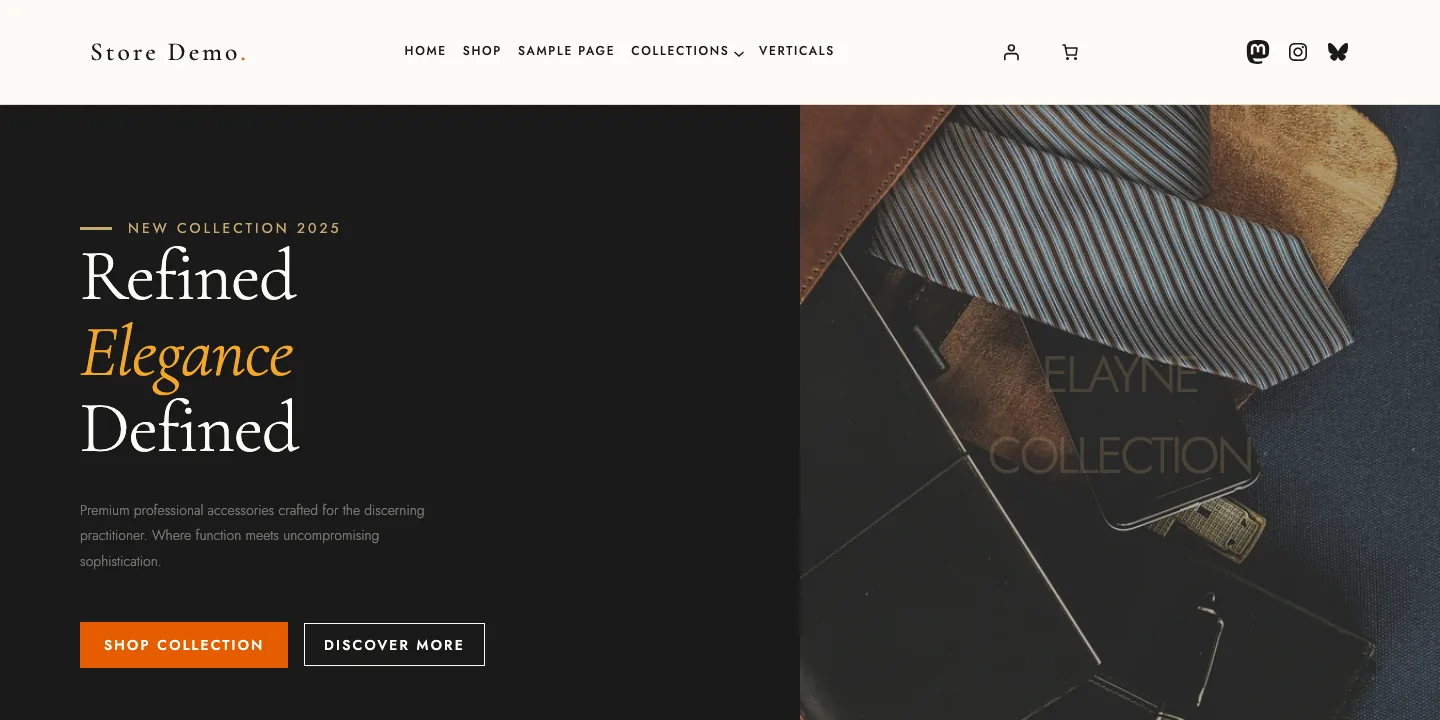 Store Demo.
HOME SHOP SAMPLE PAGE COLLECTIONS VERTICALS
NEW COLLECTION 2025
Refined
Elegance
Defined
Premium professional accessories crafted for the discerning
practitioner. Where function meets uncompromising
sophistication.
SHOP COLLECTION DISCOVER MORE
ELAYNE
COLLECTION